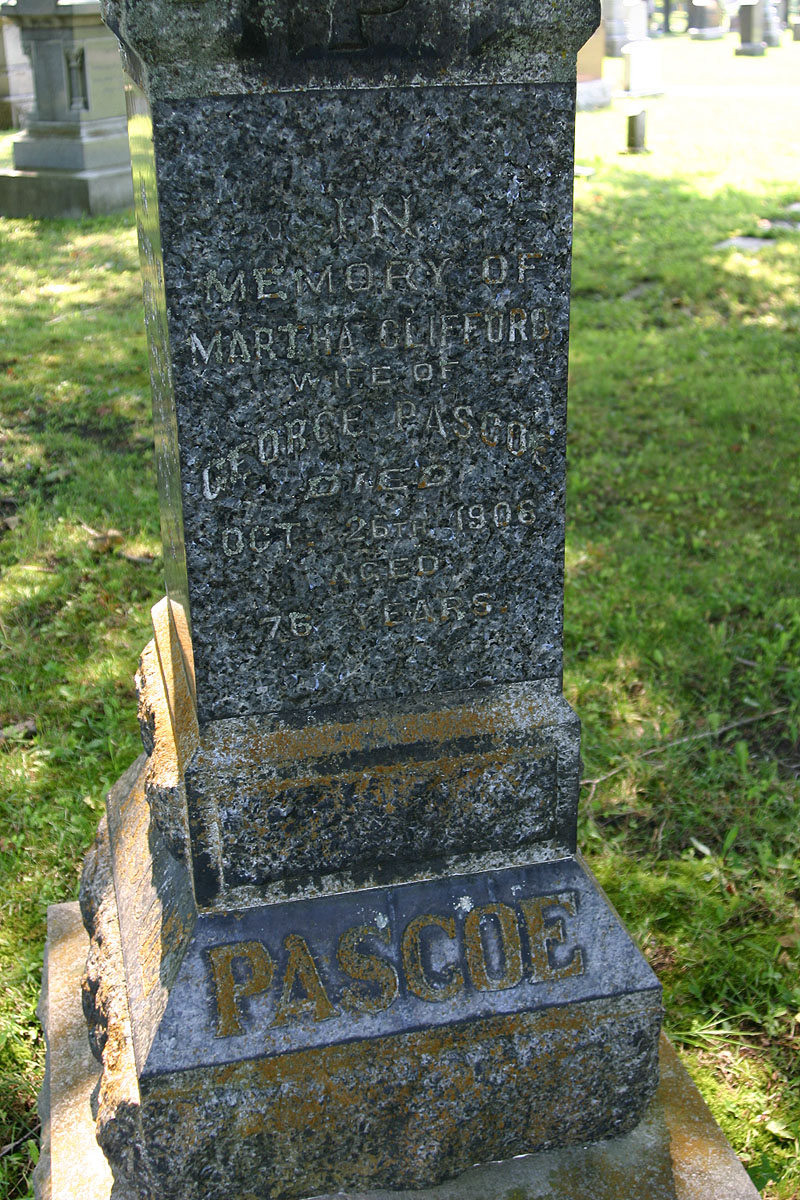 P
IN
MEMORY OF
MARTHA CLIFFORD
WIFE OF
GEORGE PASCOE
DIED
OCT. 26TH 1906
AGED
76 YEARS.
PASCOE